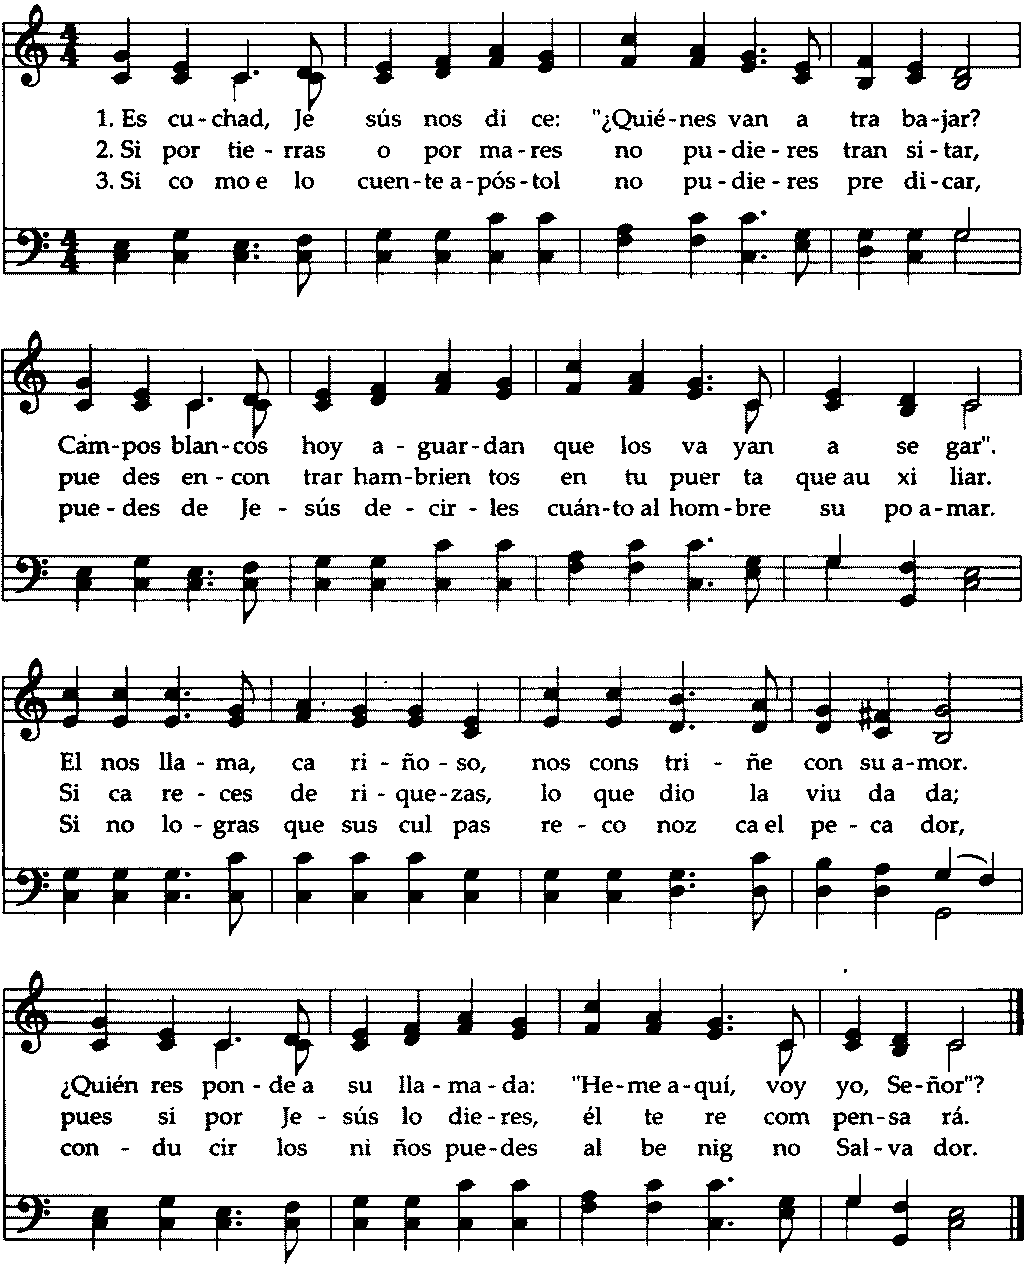 1. Es cu-chad, Je sús nos di ce: "¿Quié-nes van a tra ba-jar?
2. Si por tie-rras o por ma-res no pu-die-res tran si-tar,
3. Si co mo e lo cuen-te a-pós-tol no pu-die-res pre di-car,
Cam-pos blan-cos hoy a-guar-dan que los va yan a se gar".
pue des en-con trar ham-brien tos en tu puer ta que au xi liar.
pue-des de Je-sús de-cir-les cuán-to al hom-bre su po a-mar.
El nos lla-ma, ca ri-ño-so, nos cons tri-ñe con su a-mor.
Si ca re-ces de ri-que-zas, lo que dio la viu da da;
Si no lo-gras que sus cul pas re-co noz ca el pe-ca dor,
¿Quién res pon-de a su lla-ma-da: "He-me a-quí, voy yo, Se-ñor"?
pues si por Je-sús lo die-res, él te re com pen-sa rá.
con-du cir los ni ños pue-des al be nig no Sal-va dor.